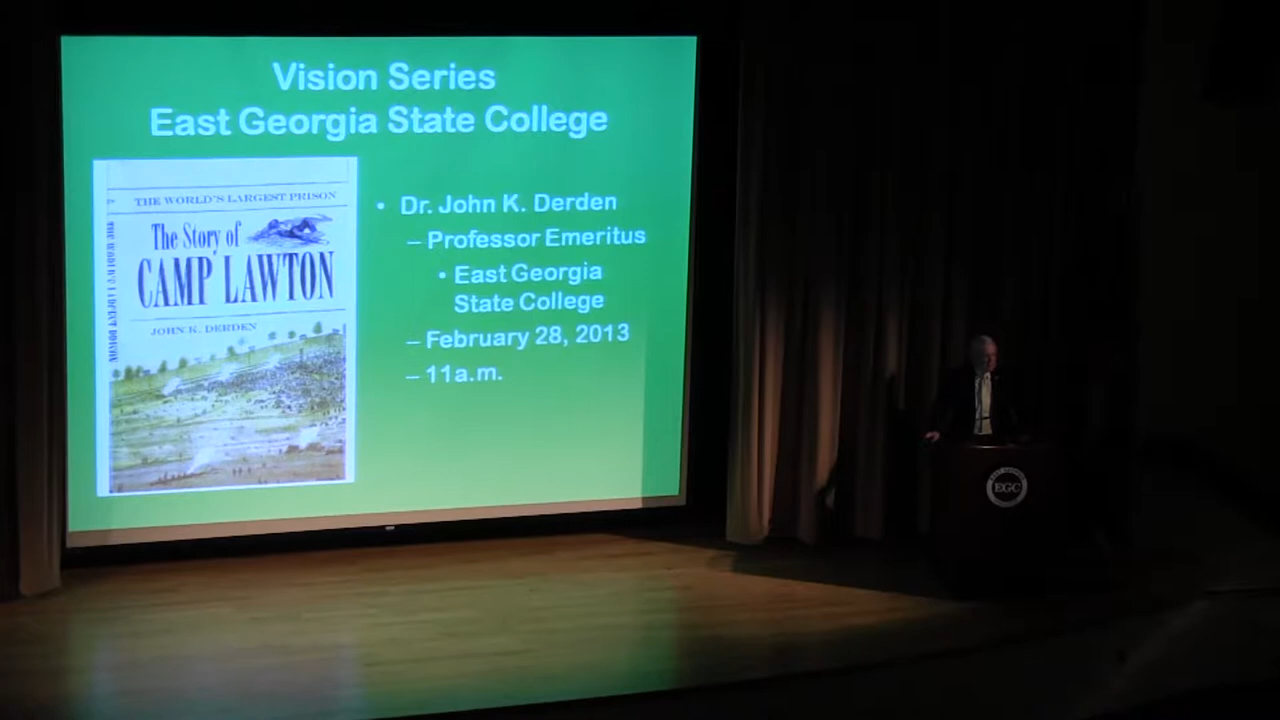 Vision Series
East Georgia State College
THE WORLD'S LARGEST PRISON
The Story of
CAMP LAWTON
JOHN K. DERDEN
• Dr. John K. Derden
– Professor Emeritus
• East Georgia
State College
– February 28, 2013
– 11a.m.
EGC